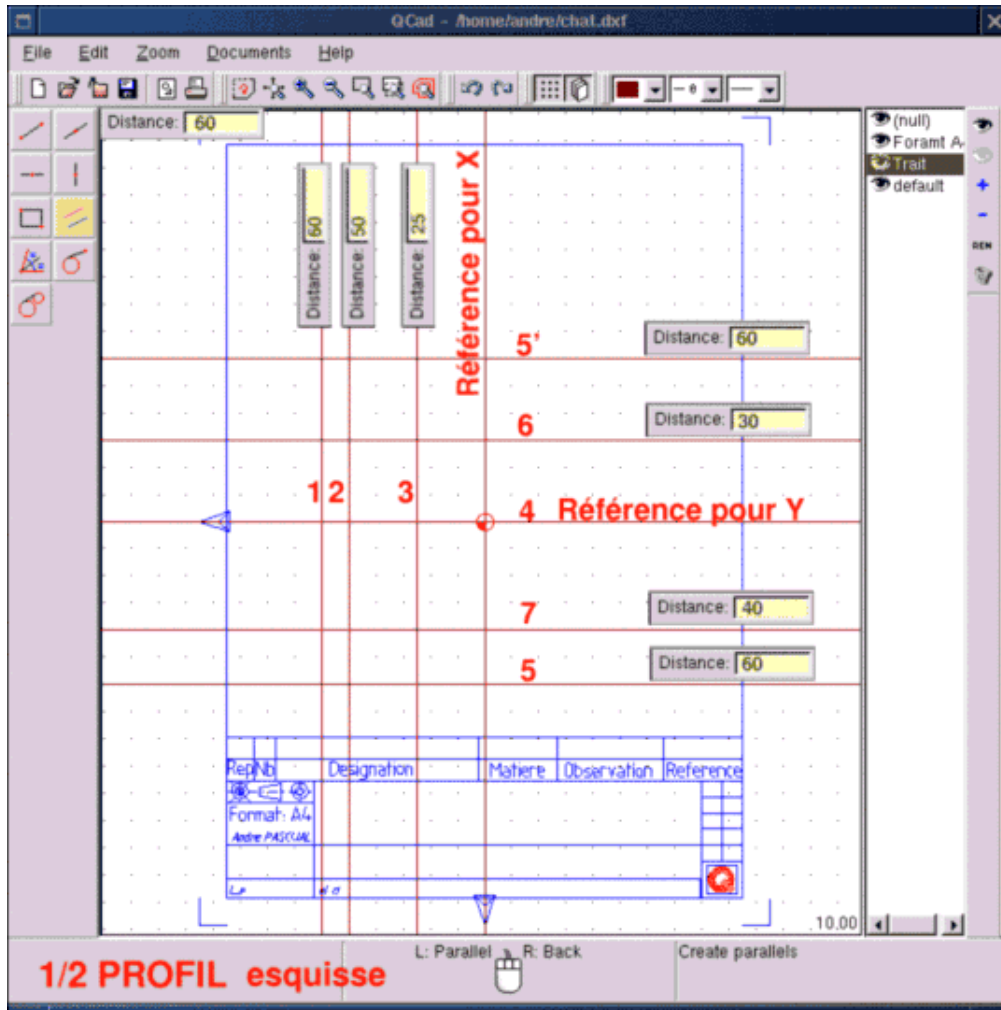 QCad - /home/andre/chat.dxf
File Edit Zoom Documents Help
Distance: 60
(null)
Foramt A
Trait
default
REN
Distance: 60
Distance: 50
Distance: 25
Référence pour X
5'
Distance: 60
6
Distance: 30
1 2 3
4 Référence pour Y
7
Distance: 40
5
Distance: 60
Rep Nb Designation Matiere Observation Reference
Format: A4
Andre PASCUAL
Le
10.00
L: Parallel R: Back
Create parallels
1/2 PROFIL esquisse